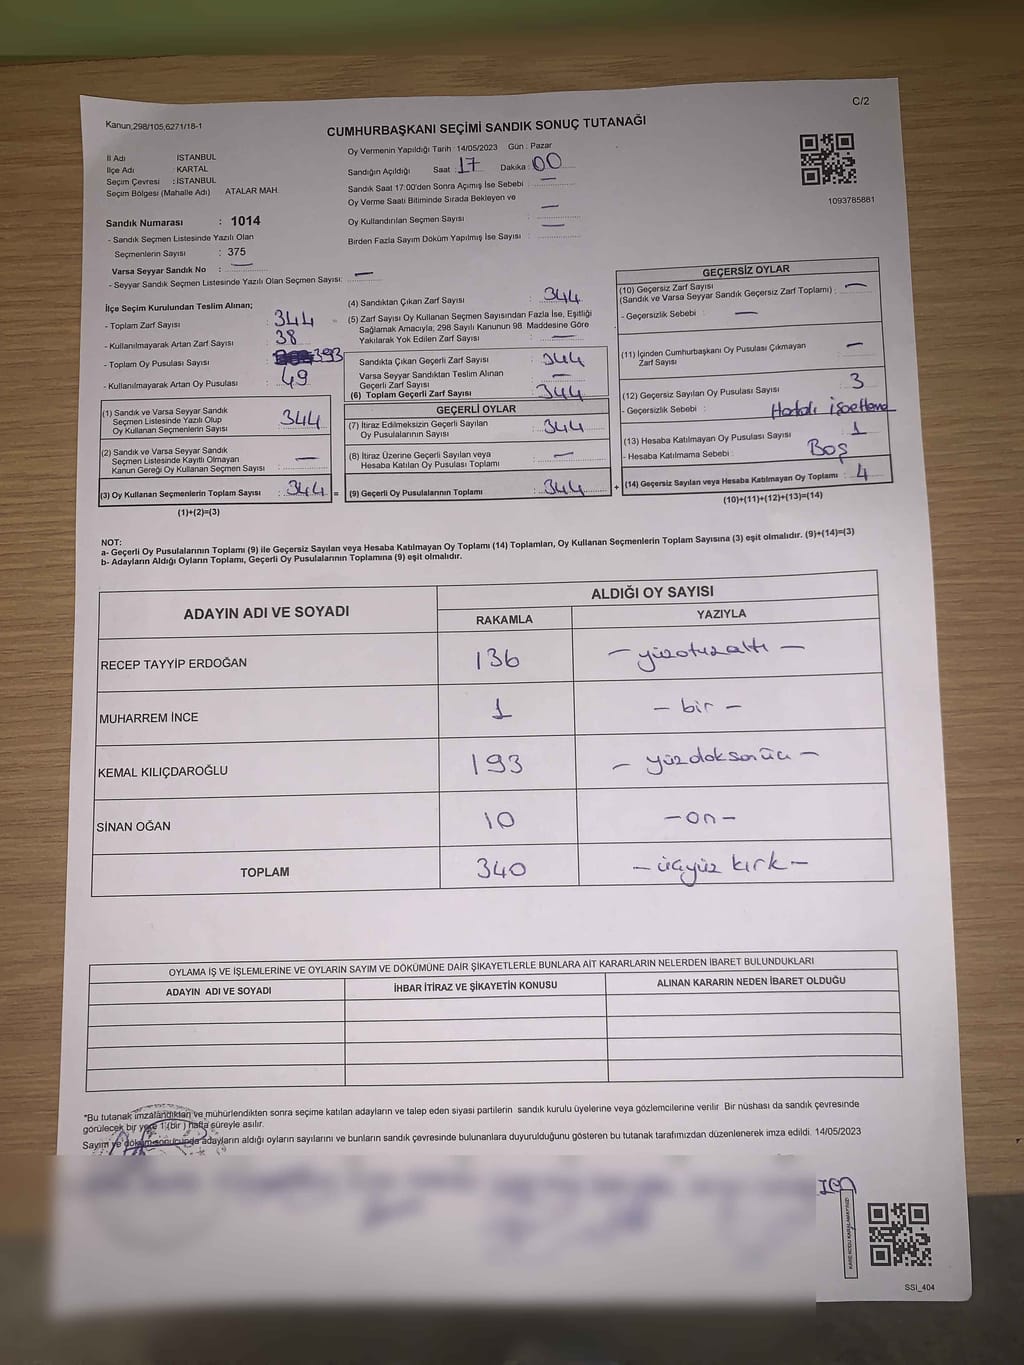 C/2
Kanun,298/105,6271/18-1
CUMHURBAŞKANI SEÇİMİ SANDIK SONUÇ TUTANAĞI
İl Adı İSTANBUL
İlçe Adı : KARTAL
Seçim Çevresi : İSTANBUL
Seçim Bölgesi (Mahalle Adı) ATALAR MAH.
Sandık Numarası : 1014
- Sandık Seçmen Listesinde Yazılı Olan
Seçmenlerin Sayısı : 375
Varsa Seyyar Sandık No : —
- Seyyar Sandık Seçmen Listesinde Yazılı Olan Seçmen Sayısı: —
Oy Vermenin Yapıldığı Tarih : 14/05/2023 Gün : Pazar
Sandığın Açıldığı Saat : 17 Dakika : 00
Sandık Saat 17:00'den Sonra Açımış İse Sebebi : —
Oy Verme Saati Bitiminde Sırada Bekleyen ve
Oy Kullandırılan Seçmen Sayısı : —
Birden Fazla Sayım Döküm Yapılmış İse Sayısı : —
1093785881
İlçe Seçim Kurulundan Teslim Alınan;
- Toplam Zarf Sayısı : 344
- Kullanılmayarak Artan Zarf Sayısı : 38
- Toplam Oy Pusulası Sayısı : 393
- Kullanılmayarak Artan Oy Pusulası : 49
(1) Sandık ve Varsa Seyyar Sandık
Seçmen Listesinde Yazılı Olup
Oy Kullanan Seçmenlerin Sayısı : 344
(2) Sandık ve Varsa Seyyar Sandık
Seçmen Listesinde Kayıtlı Olmayan
Kanun Gereği Oy Kullanan Seçmen Sayısı : —
(3) Oy Kullanan Seçmenlerin Toplam Sayısı : 344 =
(1)+(2)=(3)
(4) Sandıktan Çıkan Zarf Sayısı : 344
(5) Zarf Sayısı Oy Kullanan Seçmen Sayısından Fazla İse, Eşitliği
Sağlamak Amacıyla; 298 Sayılı Kanunun 98. Maddesine Göre
Yakılarak Yok Edilen Zarf Sayısı : —
Sandıkta Çıkan Geçerli Zarf Sayısı : 344
Varsa Seyyar Sandıktan Teslim Alınan
Geçerli Zarf Sayısı : —
(6) Toplam Geçerli Zarf Sayısı : 344
GEÇERLİ OYLAR
(7) İtiraz Edilmeksizin Geçerli Sayılan
Oy Pusulalarının Sayısı : 344
(8) İtiraz Üzerine Geçerli Sayılan veya
Hesaba Katılan Oy Pusulası Toplamı : —
(9) Geçerli Oy Pusulalarının Toplamı : 344 +
GEÇERSİZ OYLAR
(10) Geçersiz Zarf Sayısı
(Sandık ve Varsa Seyyar Sandık Geçersiz Zarf Toplamı) : —
- Geçersizlik Sebebi : —
(11) İçinden Cumhurbaşkanı Oy Pusulası Çıkmayan
Zarf Sayısı : —
(12) Geçersiz Sayılan Oy Pusulası Sayısı : 3
- Geçersizlik Sebebi : Hatalı işaetleme
(13) Hesaba Katılmayan Oy Pusulası Sayısı : 1
- Hesaba Katılmama Sebebi : Boş
(14) Geçersiz Sayılan veya Hesaba Katılmayan Oy Toplamı : 4
(10)+(11)+(12)+(13)=(14)
NOT:
a- Geçerli Oy Pusulalarının Toplamı (9) ile Geçersiz Sayılan veya Hesaba Katılmayan Oy Toplamı (14) Toplamları, Oy Kullanan Seçmenlerin Toplam Sayısına (3) eşit olmalıdır. (9)+(14)=(3)
b- Adayların Aldığı Oyların Toplamı, Geçerli Oy Pusulalarının Toplamına (9) eşit olmalıdır.
ADAYIN ADI VE SOYADI ALDIĞI OY SAYISI
RAKAMLA YAZIYLA
RECEP TAYYİP ERDOĞAN 136 — yüzotuzaltı —
MUHARREM İNCE 1 — bir —
KEMAL KILIÇDAROĞLU 193 — yüzdoksanüç —
SİNAN OĞAN 10 — on —
TOPLAM 340 — üçyüz kırk —
OYLAMA İŞ VE İŞLEMLERİNE VE OYLARIN SAYIM VE DÖKÜMÜNE DAİR ŞİKAYETLERLE BUNLARA AİT KARARLARIN NELERDEN İBARET BULUNDUKLARI
ADAYIN ADI VE SOYADI İHBAR İTİRAZ VE ŞİKAYETİN KONUSU ALINAN KARARIN NEDEN İBARET OLDUĞU
*Bu tutanak imzalandıktan ve mühürlendikten sonra seçime katılan adayların ve talep eden siyasi partilerin sandık kurulu üyelerine veya gözlemcilerine verilir. Bir nüshası da sandık çevresinde
görülecek bir yere 1 (bir ) hafta süreyle asılır.
Sayım ve döküm sonucunda adayların aldığı oyların sayılarını ve bunların sandık çevresinde bulunanlara duyurulduğunu gösteren bu tutanak tarafımızdan düzenlenerek imza edildi. 14/05/2023
KARE KODU KARALAMAYINIZ!
SSI_404